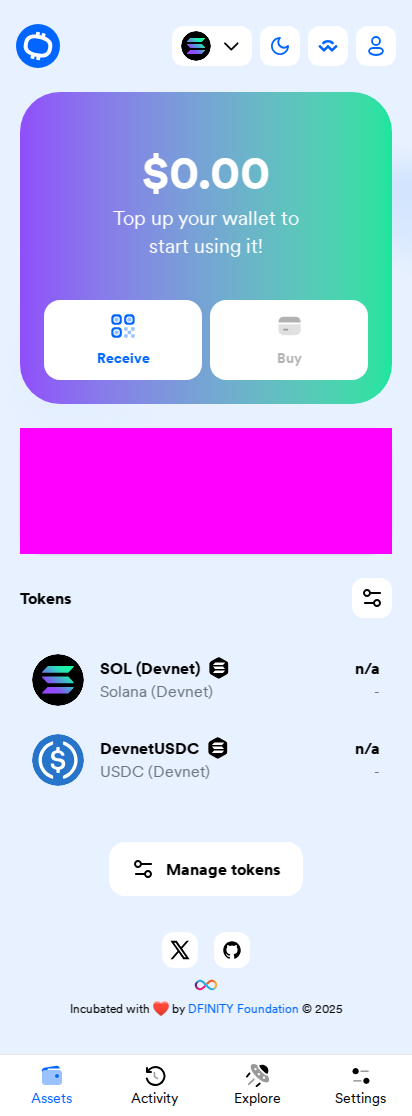 $0.00
Top up your wallet to
start using it!
Receive
Buy
Tokens
SOL (Devnet)
n/a
Solana (Devnet)
-
DevnetUSDC
n/a
USDC (Devnet)
-
Manage tokens
Incubated with ❤️ by DFINITY Foundation © 2025
Assets
Activity
Explore
Settings